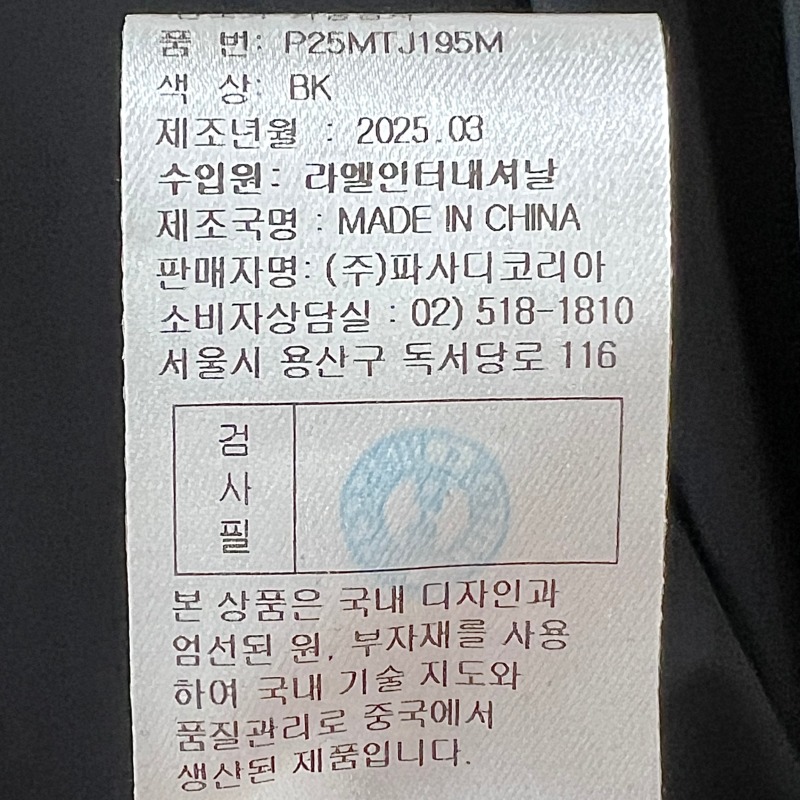 품 번: P25MTJ195M
색 상: BK
제조년월 : 2025.03
수입원: 라엘인터내셔날
제조국명 : MADE IN CHINA
판매자명: (주)파사디코리아
소비자상담실 : 02) 518-1810
서울시 용산구 독서당로 116
검
사
필
본 상품은 국내 디자인과
엄선된 원, 부자재를 사용
하여 국내 기술 지도와
품질관리로 중국에서
생산된 제품입니다.